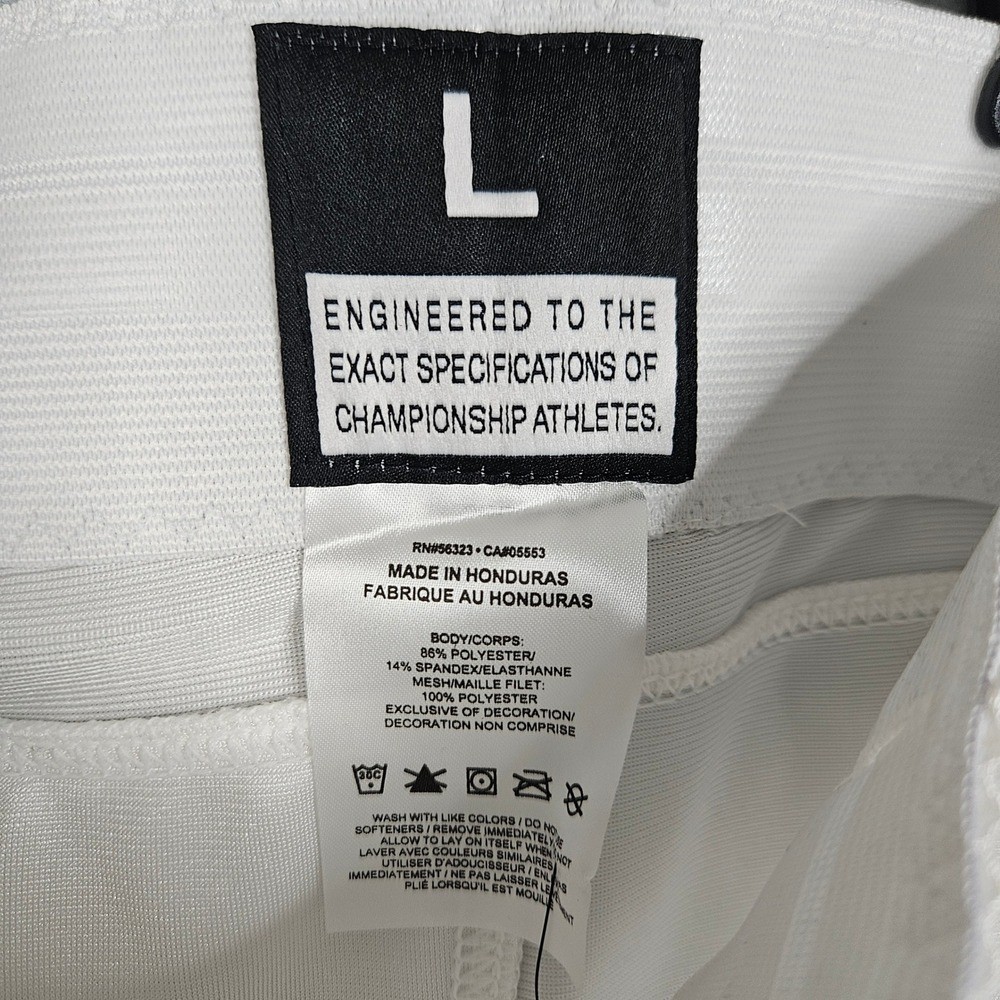 L
ENGINEERED TO THE
EXACT SPECIFICATIONS OF
CHAMPIONSHIP ATHLETES.
RN#56323 • CA#05553
MADE IN HONDURAS
FABRIQUE AU HONDURAS
BODY/CORPS:
86% POLYESTER/
14% SPANDEX/ELASTHANNE
MESH/MAILLE FILET:
100% POLYESTER
EXCLUSIVE OF DECORATION/
DECORATION NON COMPRISE
30C
WASH WITH LIKE COLORS / DO
SOFTENERS / REMOVE IMMEDIATELY
ALLOW TO LAY ON ITSELF WHEN
LAVER AVEC COULEURS SIMILAIRES
UTILISER D'ADOUCISSEUR /
IMMEDIATEMENT / NE PAS LAISSER
PLIÉ LORSQU'IL EST